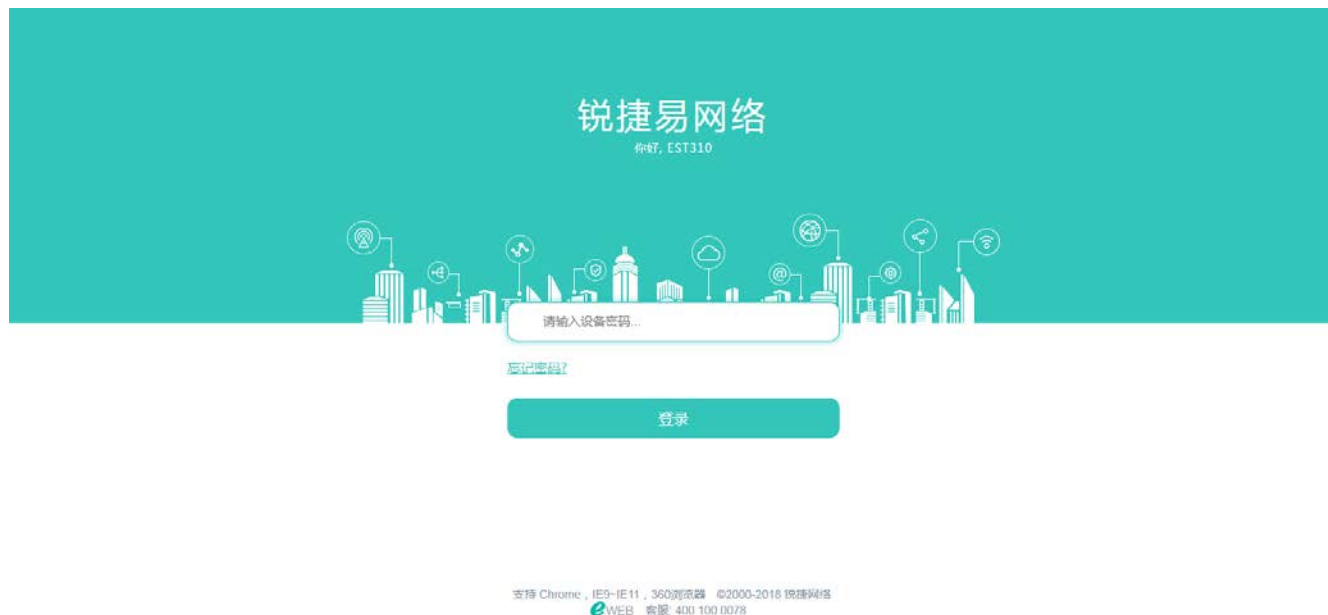 锐捷易网络
你好, EST310
请输入设备密码...
忘记密码?
登录
支持 Chrome，IE9~IE11，360浏览器 ©2000-2018 锐捷网络
eWEB 客服: 400 100 0078